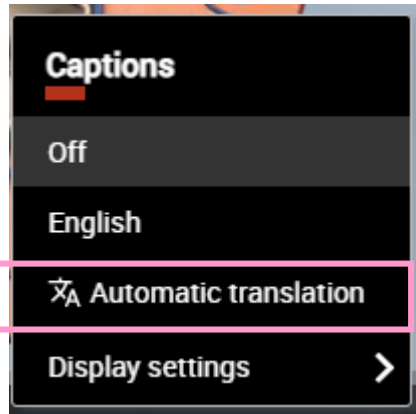 Captions
Off
English
Automatic translation
Display settings